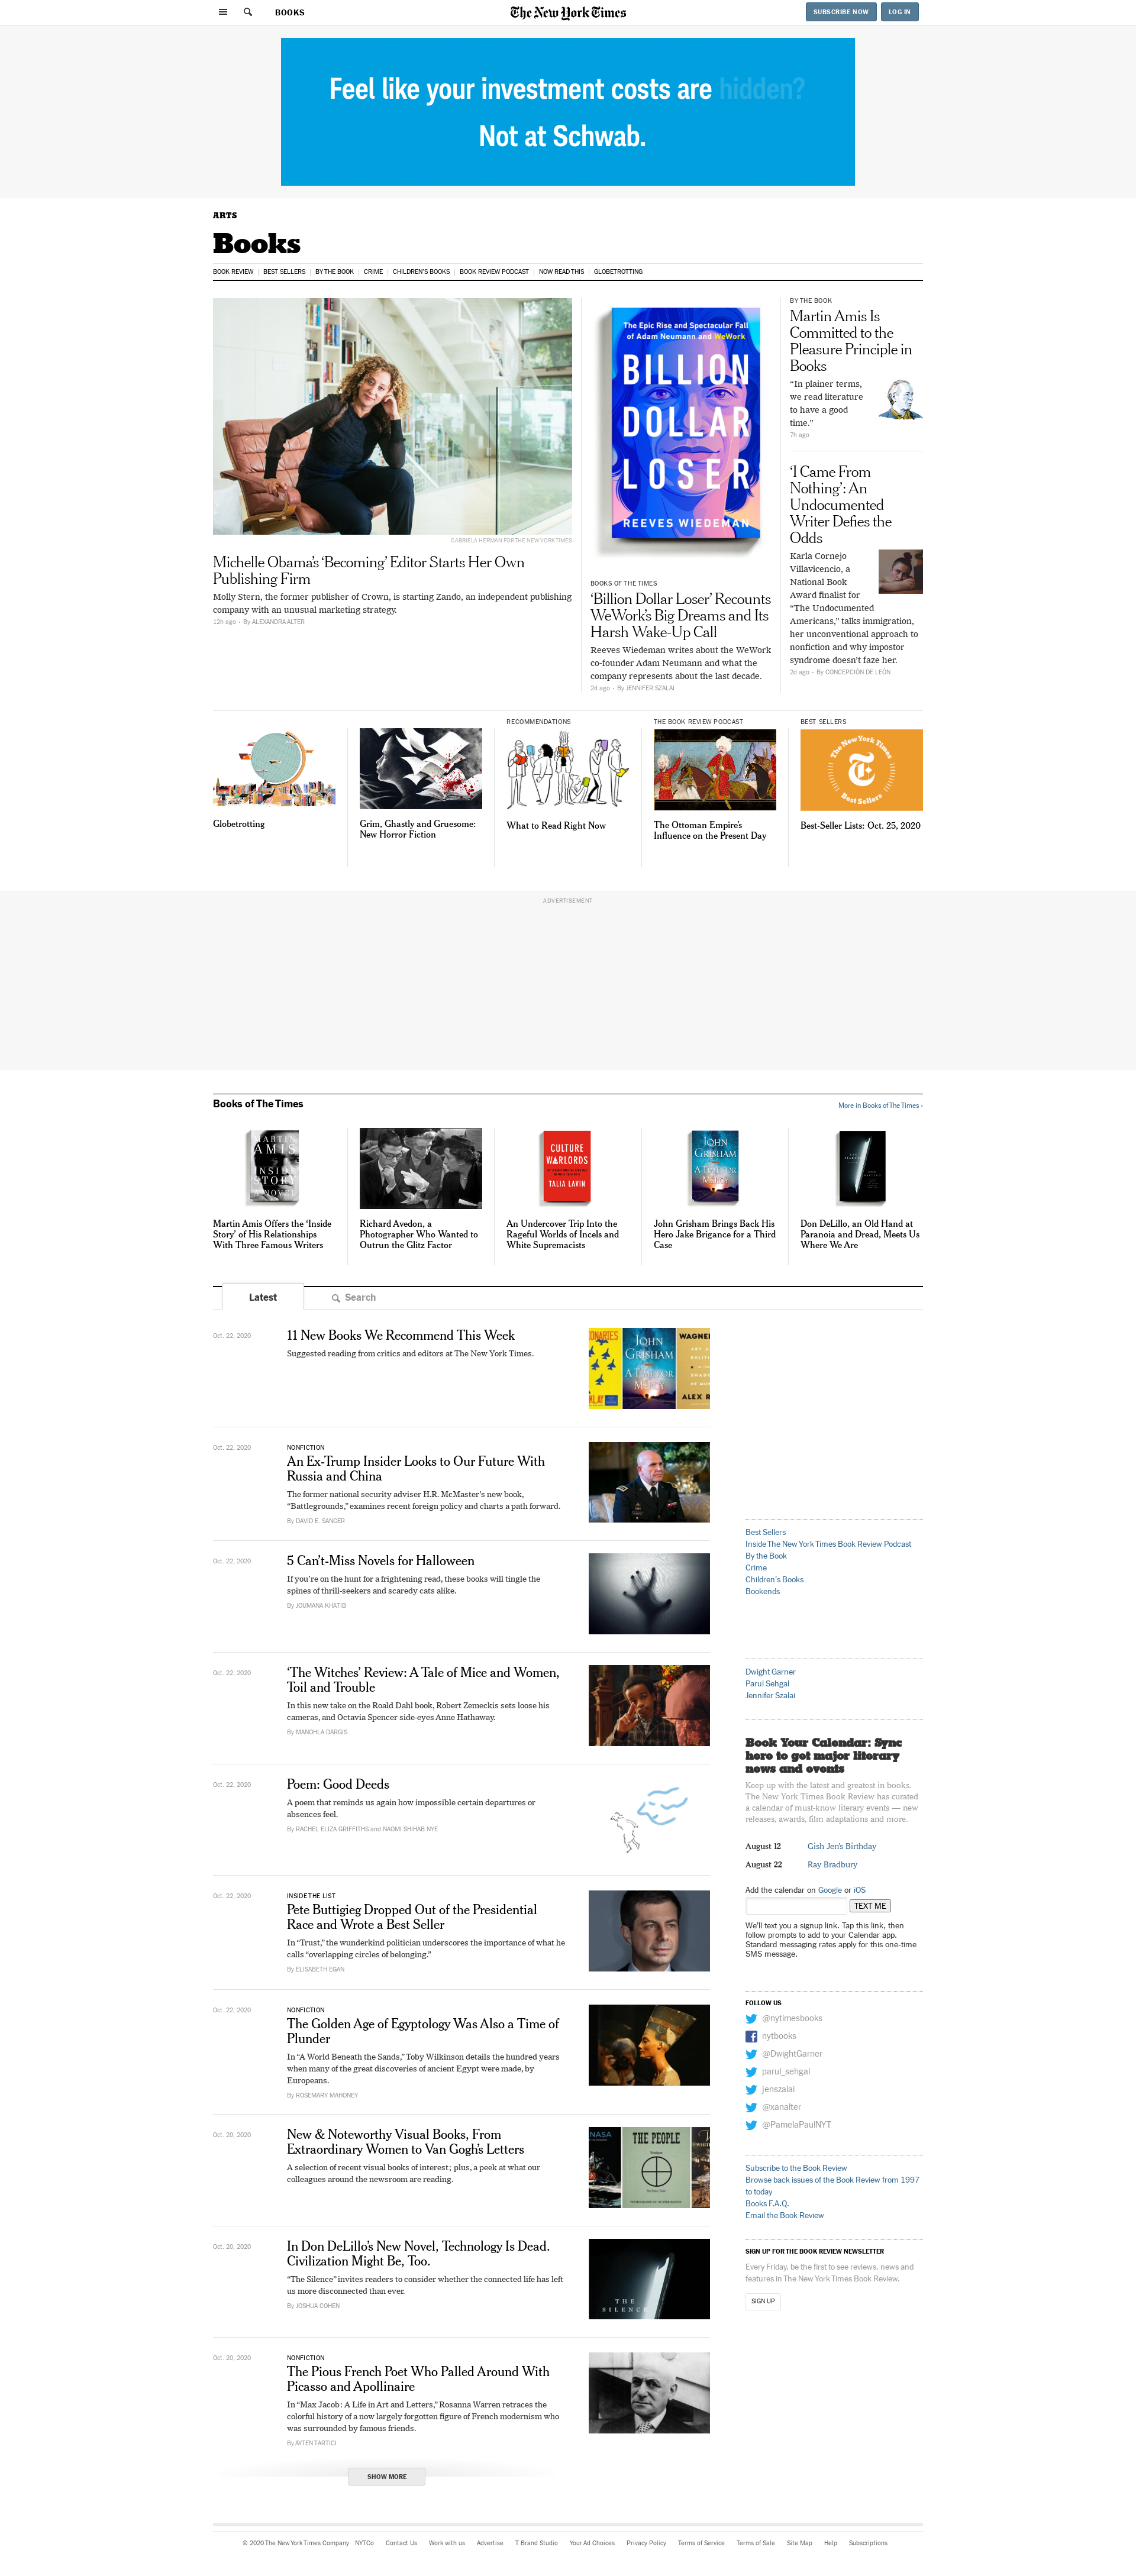 BOOKS
The New York Times
SUBSCRIBE NOW
LOG IN
Feel like your investment costs are hidden?
Not at Schwab.
ARTS
Books
BOOK REVIEW
BEST SELLERS
BY THE BOOK
CRIME
CHILDREN'S BOOKS
BOOK REVIEW PODCAST
NOW READ THIS
GLOBETROTTING
GABRIELA HERMAN FOR THE NEW YORK TIMES
Michelle Obama's 'Becoming' Editor Starts Her Own
Publishing Firm
Molly Stern, the former publisher of Crown, is starting Zando, an independent publishing
company with an unusual marketing strategy.
12h ago · By ALEXANDRA ALTER
The Epic Rise and Spectacular Fall
of Adam Neumann and WeWork
BILLION
DOLLAR
LOSER
REEVES WIEDEMAN
BOOKS OF THE TIMES
‘Billion Dollar Loser’ Recounts
WeWork’s Big Dreams and Its
Harsh Wake-Up Call
Reeves Wiedeman writes about the WeWork
co-founder Adam Neumann and what the
company represents about the last decade.
2d ago · By JENNIFER SZALAI
BY THE BOOK
Martin Amis Is
Committed to the
Pleasure Principle in
Books
“In plainer terms,
we read literature
to have a good
time.”
7h ago
‘I Came From
Nothing’: An
Undocumented
Writer Defies the
Odds
Karla Cornejo
Villavicencio, a
National Book
Award finalist for
“The Undocumented
Americans,” talks immigration,
her unconventional approach to
nonfiction and why impostor
syndrome doesn’t faze her.
2d ago · By CONCEPCIÓN DE LEÓN
Globetrotting
Grim, Ghastly and Gruesome:
New Horror Fiction
RECOMMENDATIONS
What to Read Right Now
THE BOOK REVIEW PODCAST
The Ottoman Empire’s
Influence on the Present Day
BEST SELLERS
The New York Times
Best Sellers
Best-Seller Lists: Oct. 25, 2020
ADVERTISEMENT
Books of The Times
More in Books of The Times ›
MARTIN
AMIS
INSIDE
STORY
Martin Amis Offers the ‘Inside
Story’ of His Relationships
With Three Famous Writers
Richard Avedon, a
Photographer Who Wanted to
Outrun the Glitz Factor
CULTURE
WARLORDS
TALIA LAVIN
An Undercover Trip Into the
Rageful Worlds of Incels and
White Supremacists
JOHN
GRISHAM
A TIME FOR
MERCY
John Grisham Brings Back His
Hero Jake Brigance for a Third
Case
Don DeLillo, an Old Hand at
Paranoia and Dread, Meets Us
Where We Are
Latest
Search
Oct. 22, 2020
11 New Books We Recommend This Week
Suggested reading from critics and editors at The New York Times.
JOHN
GRISHAM
A TIME FOR
MERCY
WAGNER
ALEX R
Oct. 22, 2020
NONFICTION
An Ex-Trump Insider Looks to Our Future With
Russia and China
The former national security adviser H.R. McMaster’s new book,
“Battlegrounds,” examines recent foreign policy and charts a path forward.
By DAVID E. SANGER
Oct. 22, 2020
5 Can’t-Miss Novels for Halloween
If you’re on the hunt for a frightening read, these books will tingle the
spines of thrill-seekers and scaredy cats alike.
By JOUMANA KHATIB
Oct. 22, 2020
‘The Witches’ Review: A Tale of Mice and Women,
Toil and Trouble
In this new take on the Roald Dahl book, Robert Zemeckis sets loose his
cameras, and Octavia Spencer side-eyes Anne Hathaway.
By MANOHLA DARGIS
Oct. 22, 2020
Poem: Good Deeds
A poem that reminds us again how impossible certain departures or
absences feel.
By RACHEL ELIZA GRIFFITHS and NAOMI SHIHAB NYE
Oct. 22, 2020
INSIDE THE LIST
Pete Buttigieg Dropped Out of the Presidential
Race and Wrote a Best Seller
In “Trust,” the wunderkind politician underscores the importance of what he
calls “overlapping circles of belonging.”
By ELISABETH EGAN
Oct. 22, 2020
NONFICTION
The Golden Age of Egyptology Was Also a Time of
Plunder
In “A World Beneath the Sands,” Toby Wilkinson details the hundred years
when many of the great discoveries of ancient Egypt were made, by
Europeans.
By ROSEMARY MAHONEY
Oct. 20, 2020
New & Noteworthy Visual Books, From
Extraordinary Women to Van Gogh’s Letters
A selection of recent visual books of interest; plus, a peek at what our
colleagues around the newsroom are reading.
NASA
THE PEOPLE
Oct. 20, 2020
In Don DeLillo’s New Novel, Technology Is Dead.
Civilization Might Be, Too.
“The Silence” invites readers to consider whether the connected life has left
us more disconnected than ever.
By JOSHUA COHEN
THE
SILENCE
Oct. 20, 2020
NONFICTION
The Pious French Poet Who Palled Around With
Picasso and Apollinaire
In “Max Jacob: A Life in Art and Letters,” Rosanna Warren retraces the
colorful history of a now largely forgotten figure of French modernism who
was surrounded by famous friends.
By AYTEN TARTICI
SHOW MORE
Best Sellers
Inside The New York Times Book Review Podcast
By the Book
Crime
Children’s Books
Bookends
Dwight Garner
Parul Sehgal
Jennifer Szalai
Book Your Calendar: Sync
here to get major literary
news and events
Keep up with the latest and greatest in books.
The New York Times Book Review has curated
a calendar of must-know literary events — new
releases, awards, film adaptations and more.
August 12 Gish Jen’s Birthday
August 22 Ray Bradbury
Add the calendar on Google or iOS
TEXT ME
We’ll text you a signup link. Tap this link, then
follow prompts to add to your Calendar app.
Standard messaging rates apply for this one-time
SMS message.
FOLLOW US
@nytimesbooks
nytbooks
@DwightGarner
parul_sehgal
jenszalai
@xanalter
@PamelaPaulNYT
Subscribe to the Book Review
Browse back issues of the Book Review from 1997
to today
Books F.A.Q.
Email the Book Review
SIGN UP FOR THE BOOK REVIEW NEWSLETTER
Every Friday, be the first to see reviews, news and
features in The New York Times Book Review.
SIGN UP
© 2020 The New York Times Company NYTCo Contact Us Work with us Advertise T Brand Studio Your Ad Choices Privacy Policy Terms of Service Terms of Sale Site Map Help Subscriptions